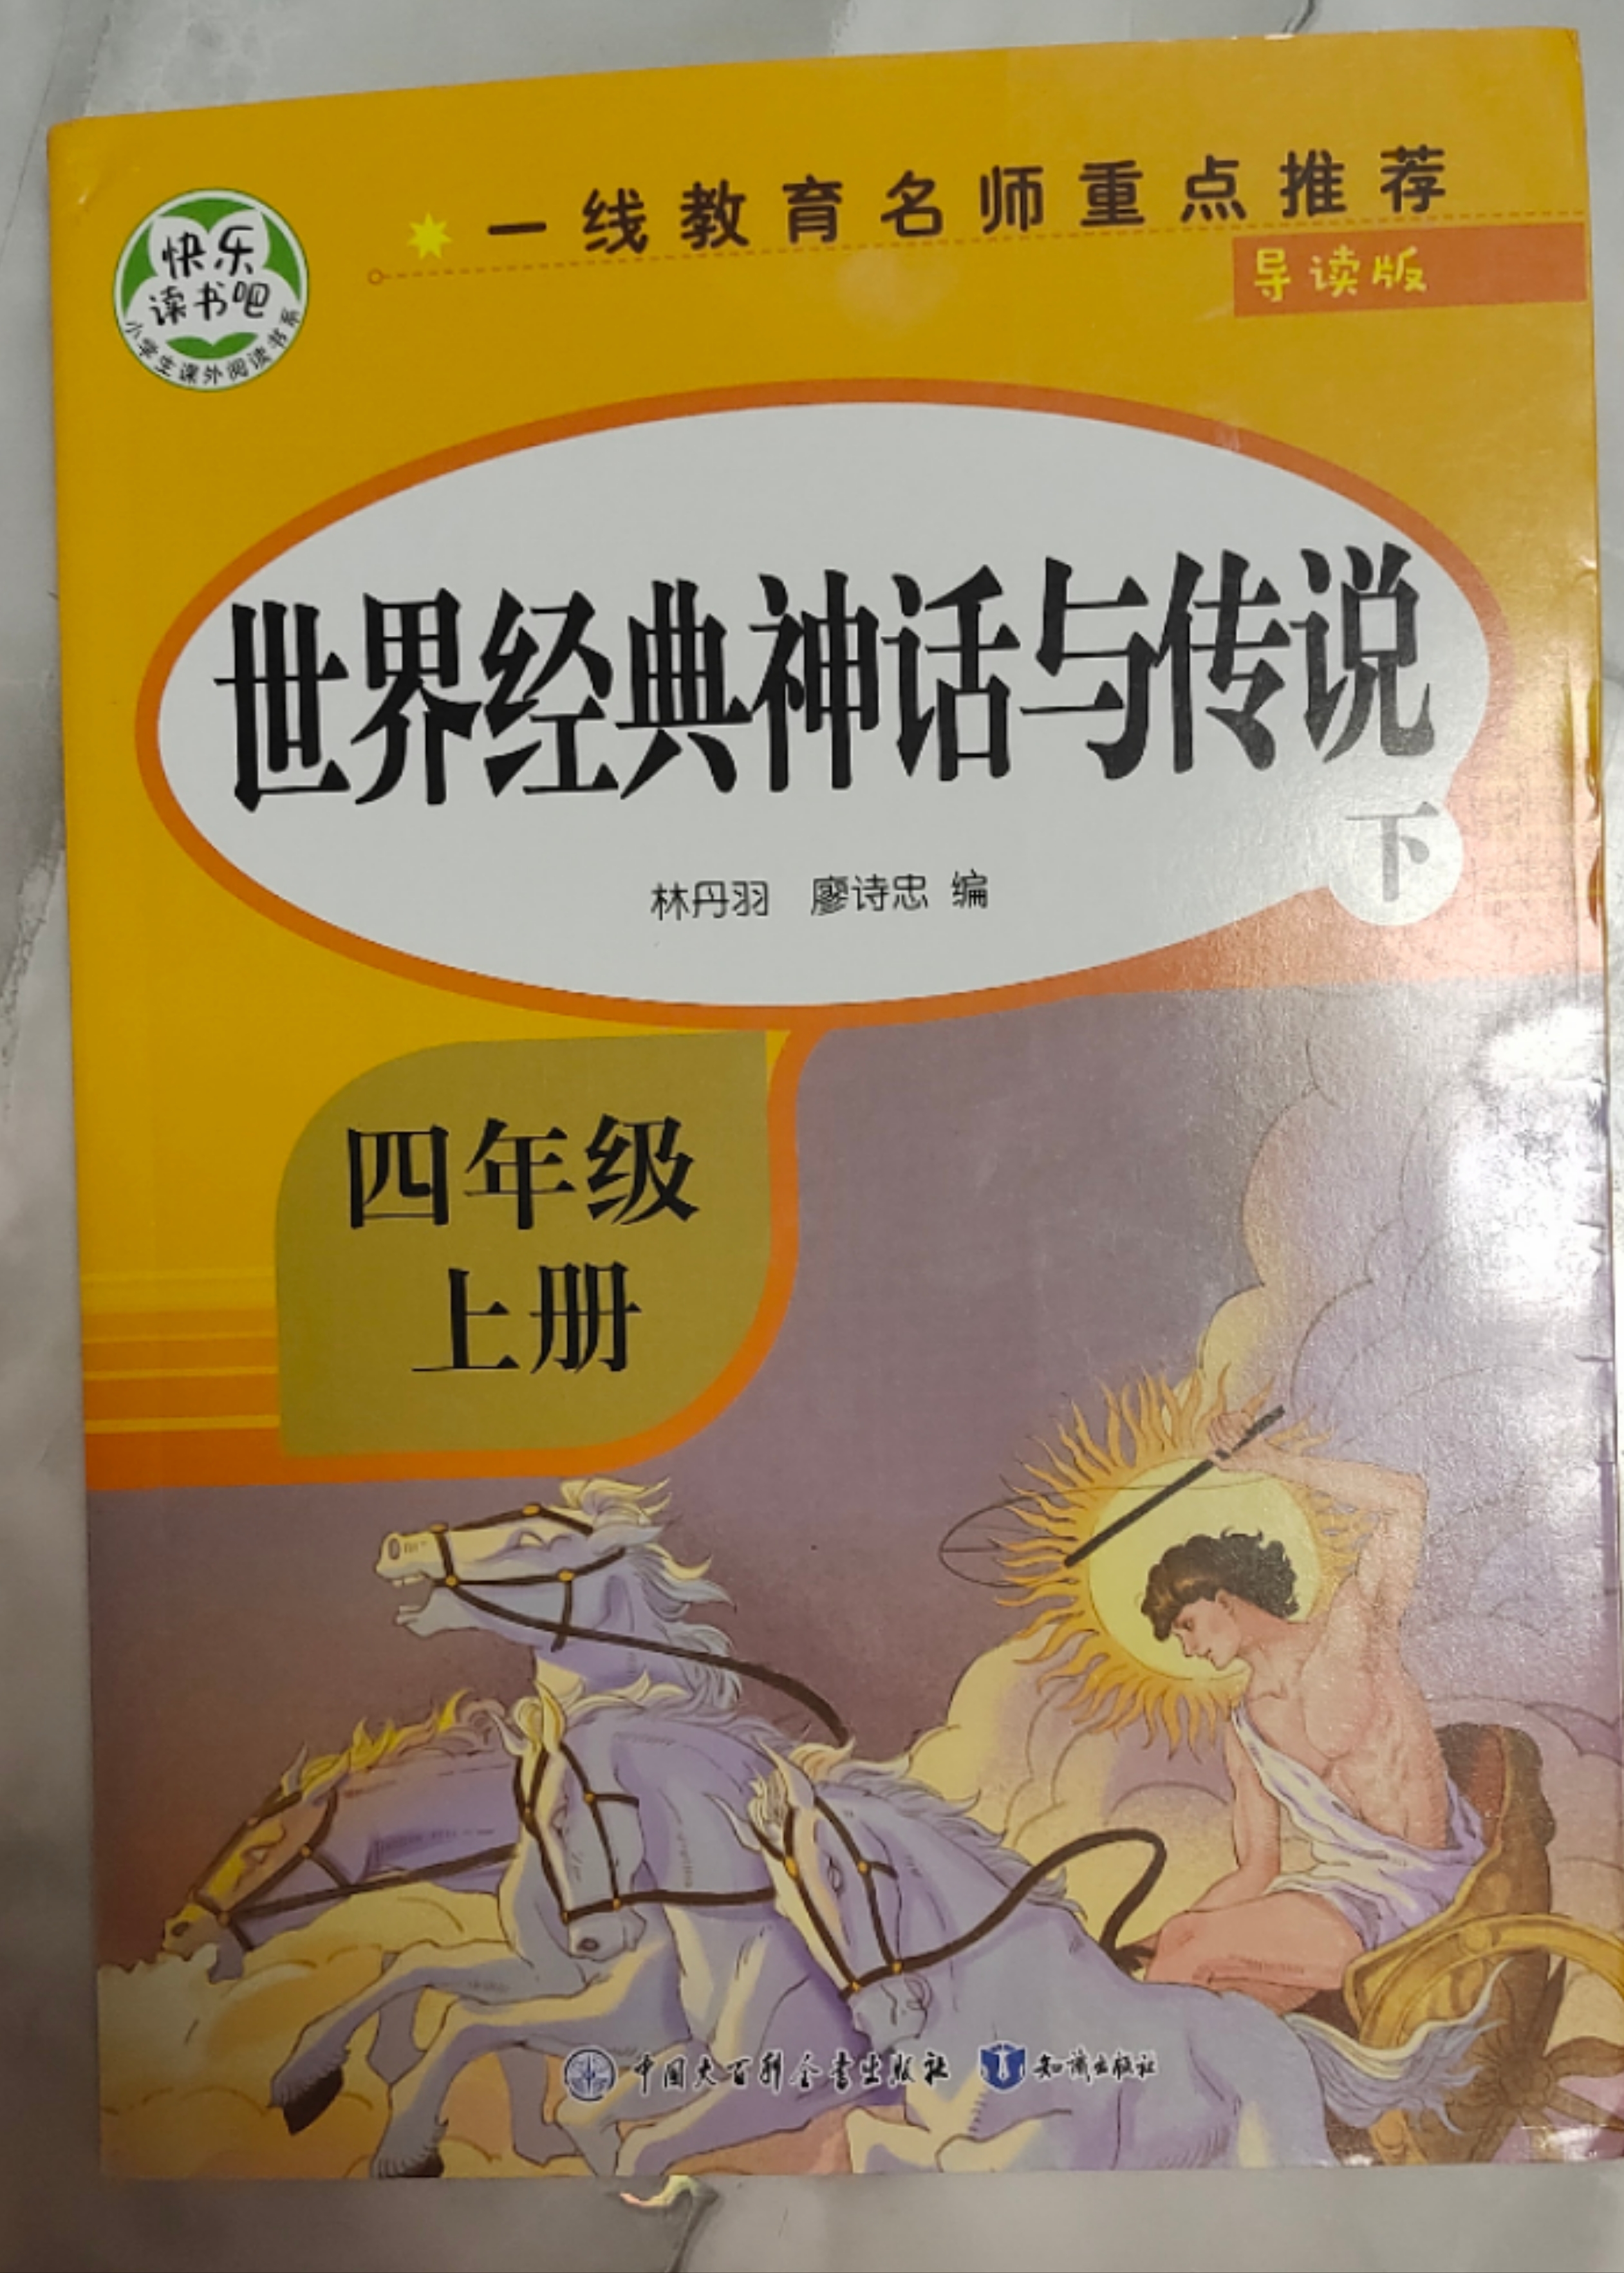 一线教育名师重点推荐
导读版
快乐
读书吧
小学生课外阅读书系
世界经典神话与传说
下
林丹羽 廖诗忠 编
四年级
上册
中国大百科全书出版社 知识出版社